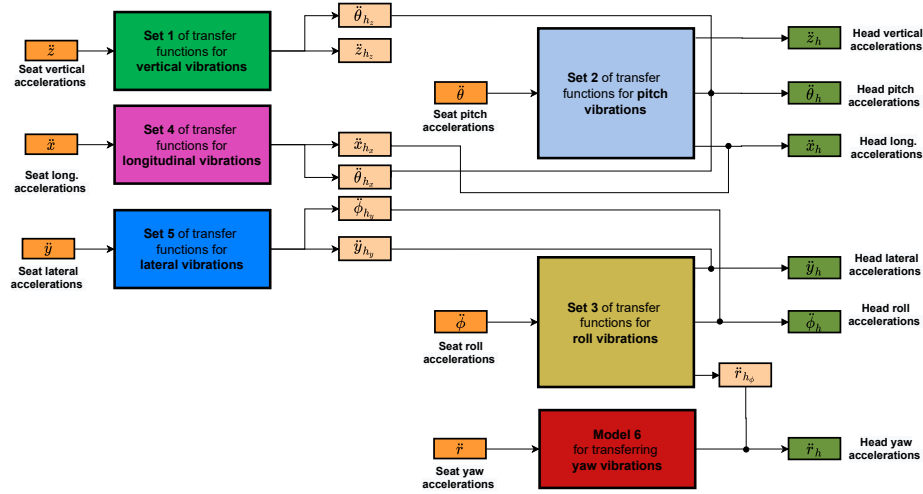 z̈
Seat vertical
accelerations
Set 1 of transfer
functions for
vertical vibrations
θ̈_{h_z}
z̈_{h_z}
ẍ
Seat long.
accelerations
Set 4 of transfer
functions for
longitudinal vibrations
ẍ_{h_x}
θ̈_{h_x}
ÿ
Seat lateral
accelerations
Set 5 of transfer
functions for
lateral vibrations
ϕ̈_{h_y}
ÿ_{h_y}
θ̈
Seat pitch
accelerations
Set 2 of transfer
functions for pitch
vibrations
z̈_h
Head vertical
accelerations
θ̈_h
Head pitch
accelerations
ẍ_h
Head long.
accelerations
ϕ̈
Seat roll
accelerations
Set 3 of transfer
functions for
roll vibrations
ÿ_h
Head lateral
accelerations
ϕ̈_h
Head roll
accelerations
r̈_{h_ϕ}
r̈
Seat yaw
accelerations
Model 6
for transferring
yaw vibrations
r̈_h
Head yaw
accelerations